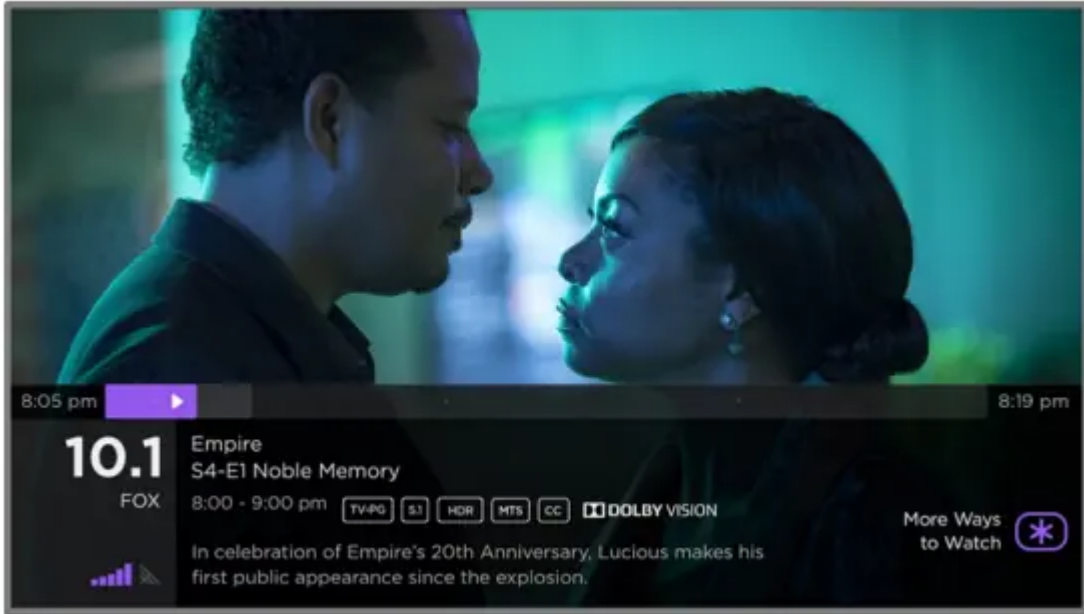 8:05 pm
8:19 pm
10.1
FOX
Empire
S4-E1 Noble Memory
8:00 - 9:00 pm TV-PG 5.1 HDR MTS CC DOLBY VISION
In celebration of Empire's 20th Anniversary, Lucious makes his
first public appearance since the explosion.
More Ways
to Watch